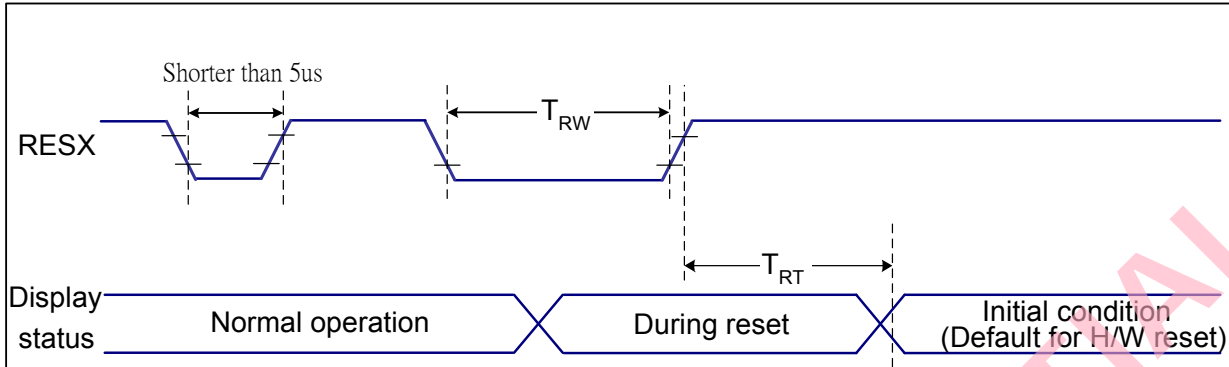 Shorter than 5us
RESX
TRW
TRT
Display
status
Normal operation
During reset
Initial condition
(Default for H/W reset)